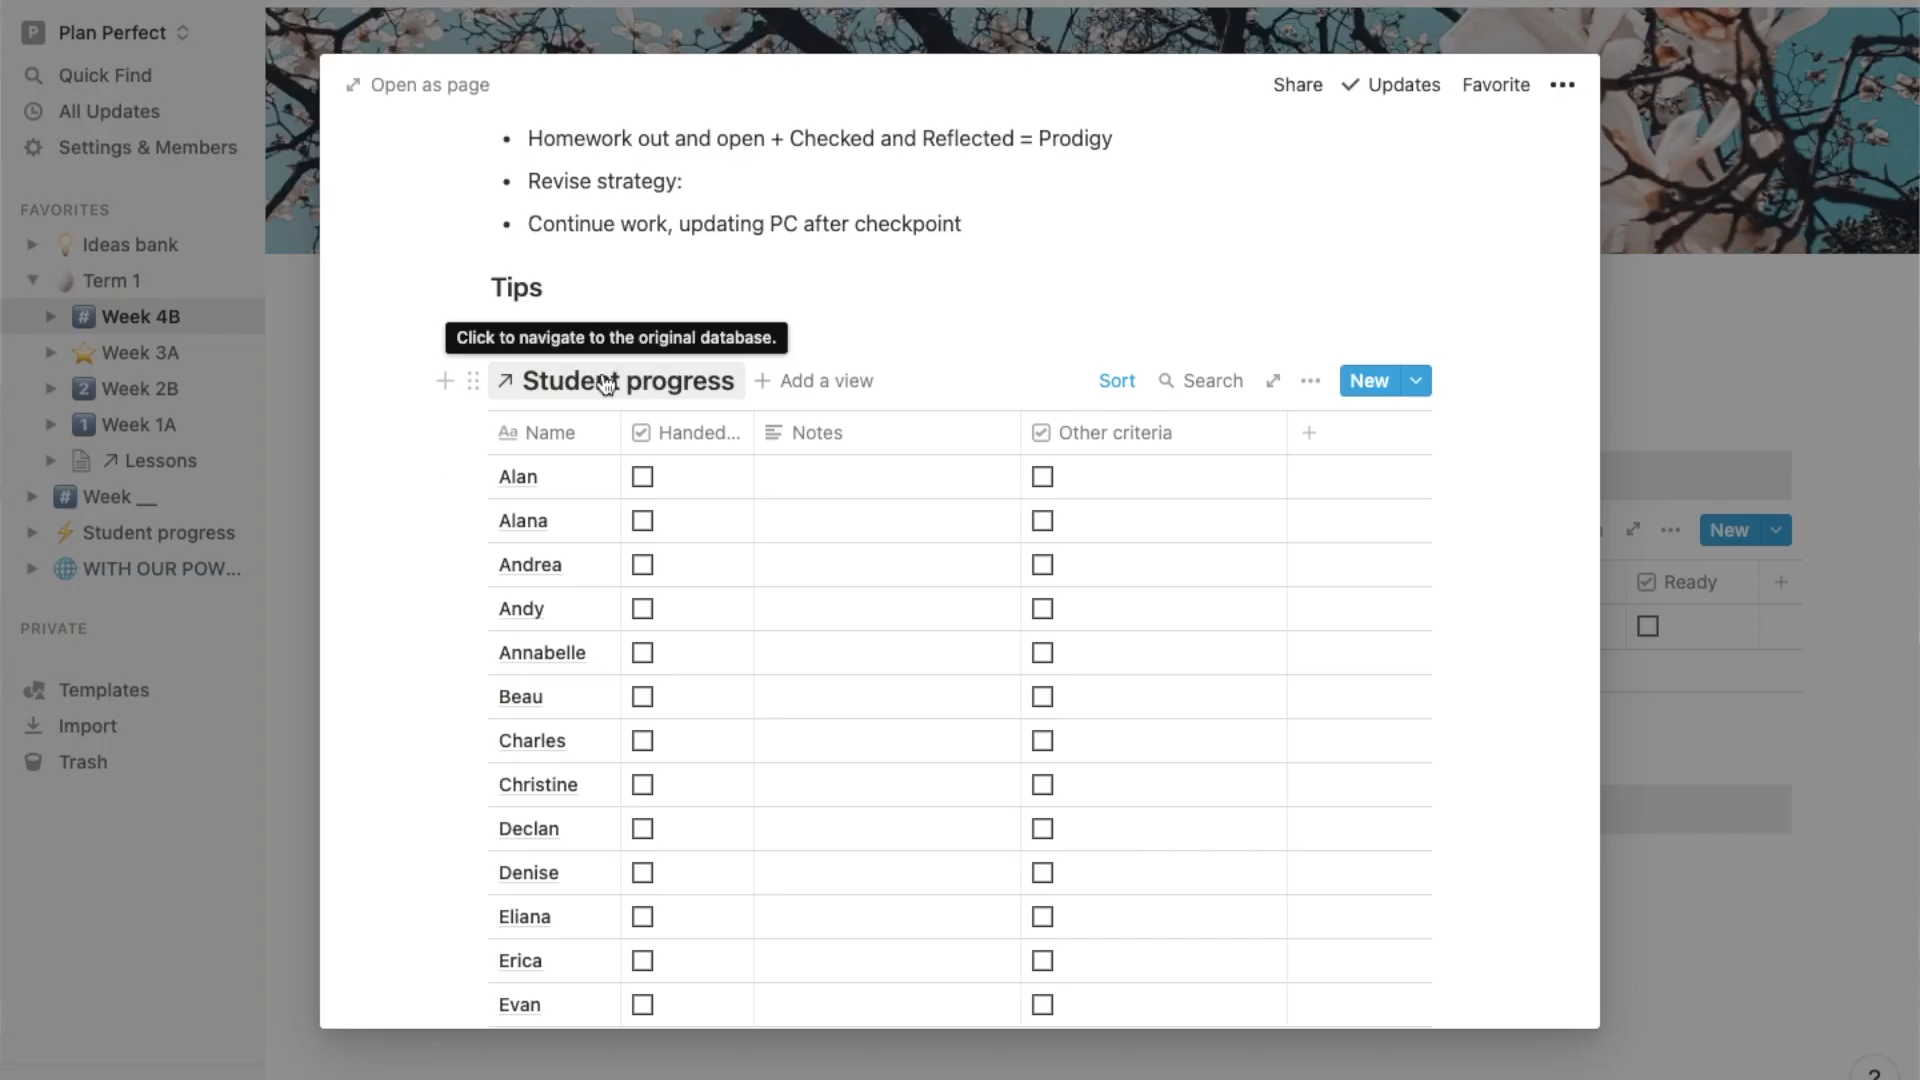 P Plan Perfect
Quick Find
All Updates
Settings & Members
FAVORITES
Ideas bank
Term 1
# Week 4B
Week 3A
2 Week 2B
1 Week 1A
Lessons
# Week __
Student progress
WITH OUR POW...
PRIVATE
Templates
Import
Trash
Open as page
Share Updates Favorite
• Homework out and open + Checked and Reflected = Prodigy
• Revise strategy:
• Continue work, updating PC after checkpoint
Tips
Click to navigate to the original database.
Student progress + Add a view Sort Search New
Aa Name Handed... Notes Other criteria
Alan
Alana
Andrea
Andy
Annabelle
Beau
Charles
Christine
Declan
Denise
Eliana
Erica
Evan
New
Ready
?